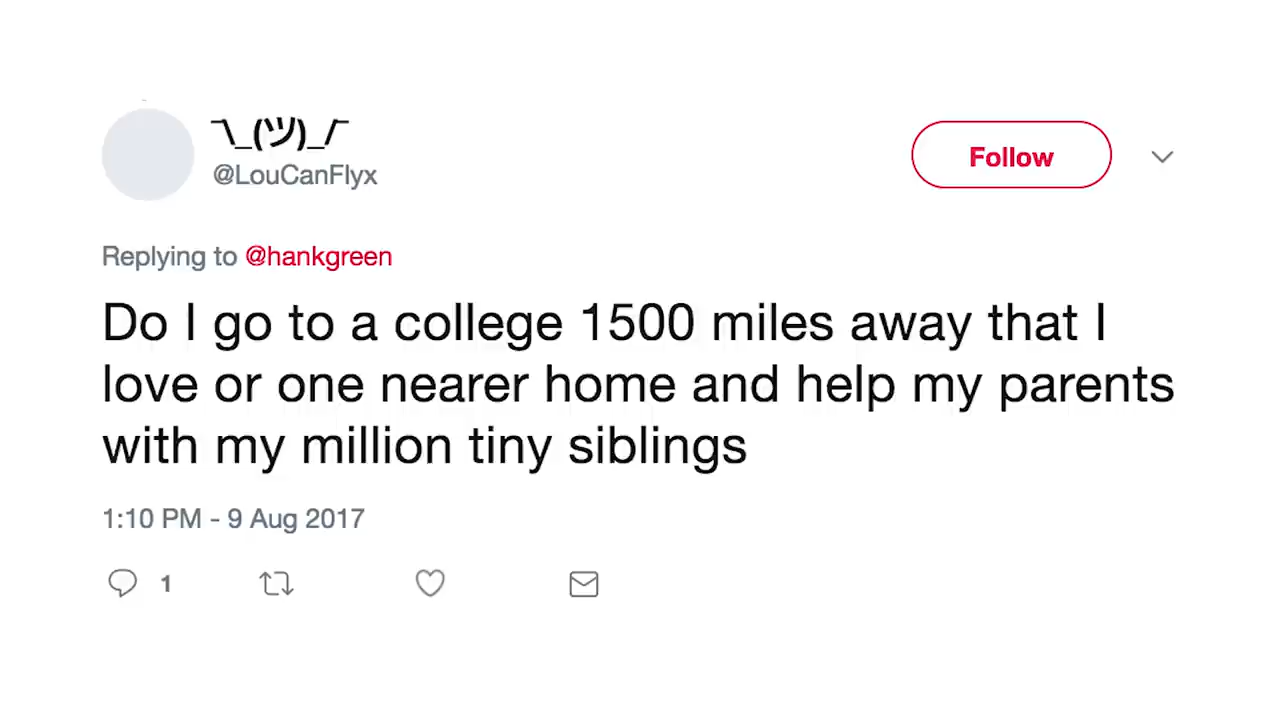 ¯\_(ツ)_/¯
@LouCanFlyx
Follow
Replying to @hankgreen
Do I go to a college 1500 miles away that I
love or one nearer home and help my parents
with my million tiny siblings
1:10 PM - 9 Aug 2017
1